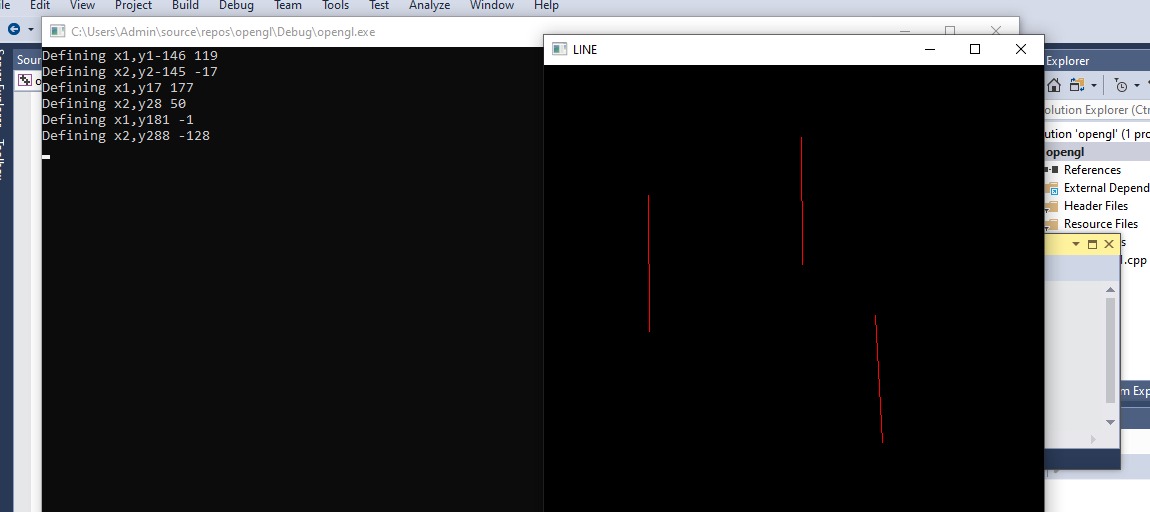 File Edit View Project Build Debug Team Tools Test Analyze Window Help
C:\Users\Admin\source\repos\opengl\Debug\opengl.exe
Defining x1,y1-146 119
Defining x2,y2-145 -17
Defining x1,y17 177
Defining x2,y28 50
Defining x1,y181 -1
Defining x2,y288 -128
LINE
Explorer
olution Explorer (Ctr
ution 'opengl' (1 pro
opengl
References
External Depend
Header Files
Resource Files
s
1.cpp
m Exp
Sour